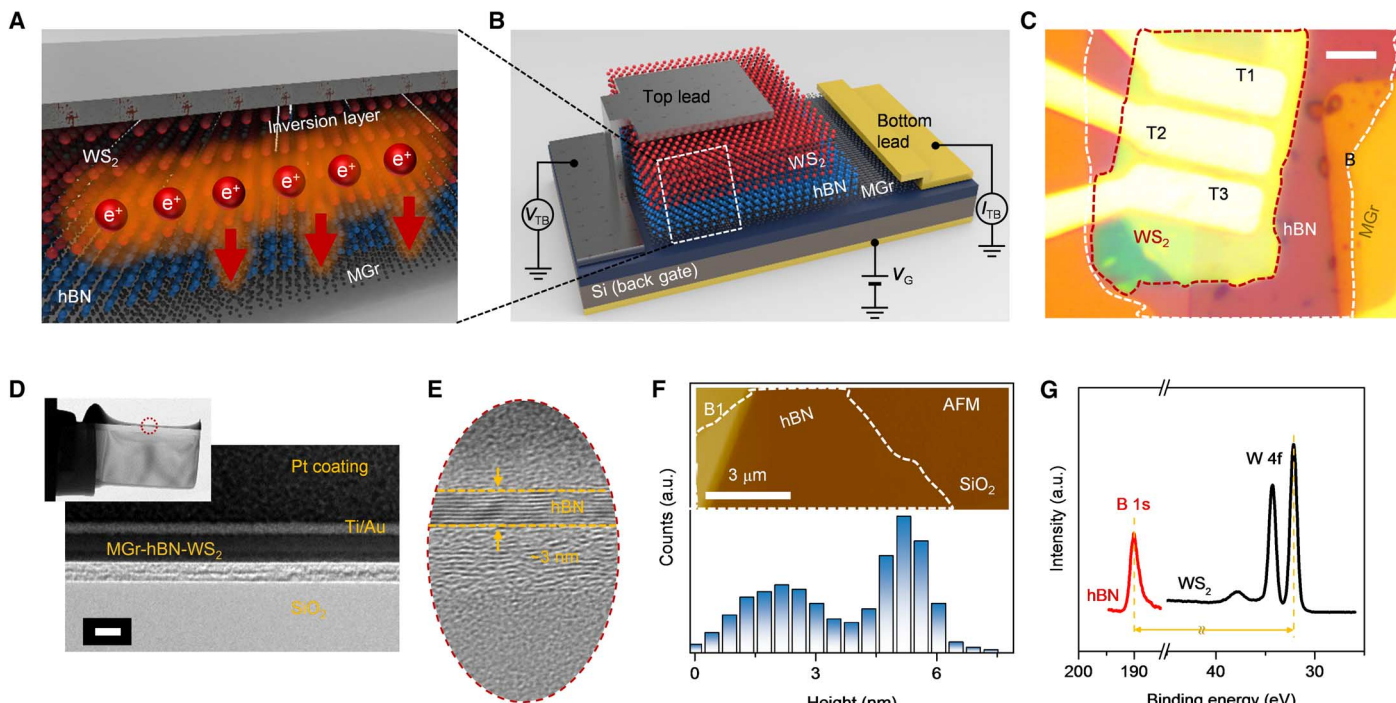 A
Inversion layer
WS2
e+ e+ e+ e+ e+ e+
MGr
hBN
B
Top lead
Bottom
lead
WS2
hBN
MGr
VTB
ITB
Si (back gate)
VG
C
T1
T2
T3
B
WS2
hBN
MGr
D
Pt coating
Ti/Au
MGr-hBN-WS2
SiO2
E
hBN
~3 nm
F
B1
hBN
AFM
3 μm
SiO2
Counts (a.u.)
0 3 6
Height (nm)
G
Intensity (a.u.)
W 4f
B 1s
hBN
WS2
≈
200 190 40 30
Binding energy (eV)